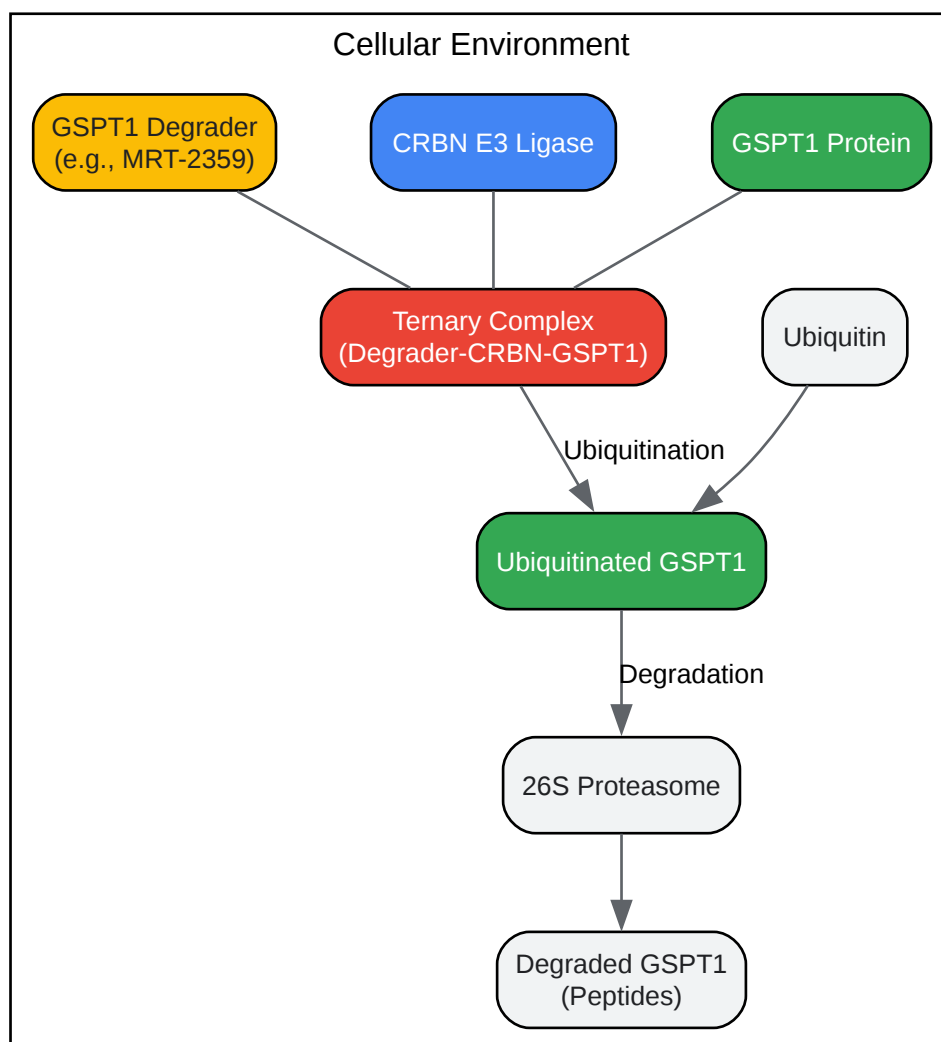 Cellular Environment
GSPT1 Degrader
(e.g., MRT-2359)
CRBN E3 Ligase
GSPT1 Protein
Ternary Complex
(Degrader-CRBN-GSPT1)
Ubiquitin
Ubiquitination
Ubiquitinated GSPT1
Degradation
26S Proteasome
Degraded GSPT1
(Peptides)